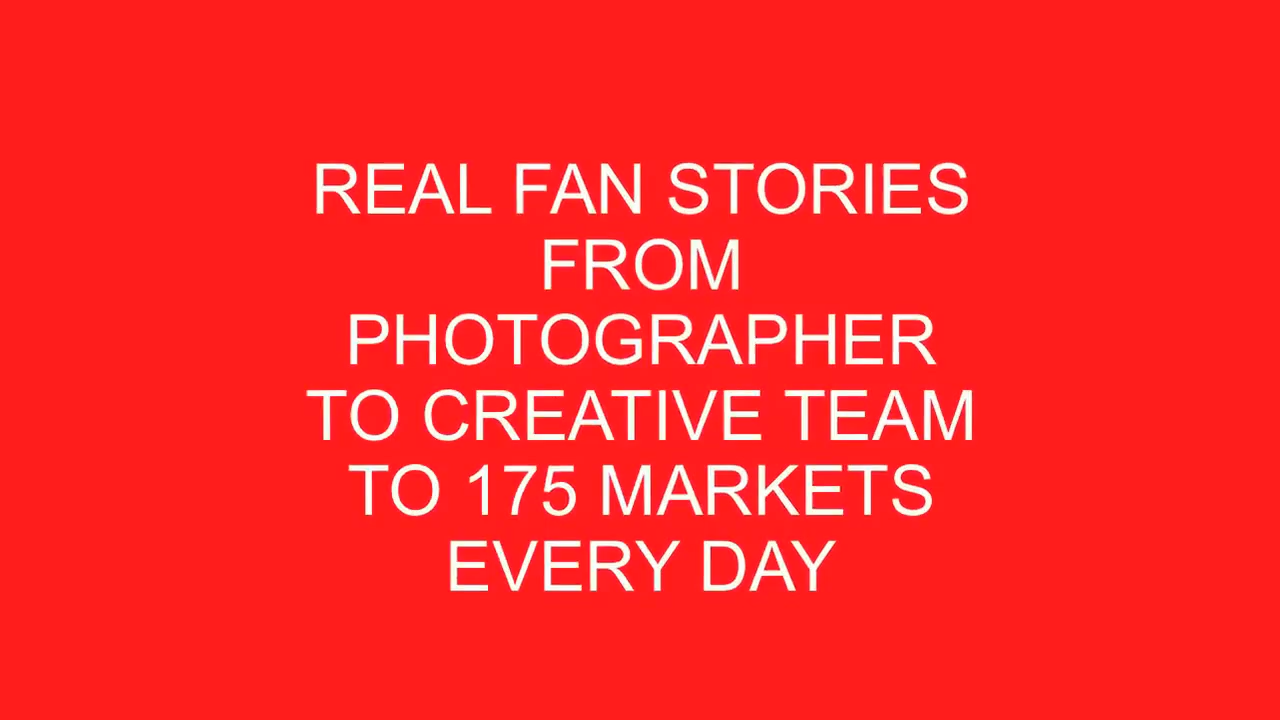 REAL FAN STORIES
FROM
PHOTOGRAPHER
TO CREATIVE TEAM
TO 175 MARKETS
EVERY DAY